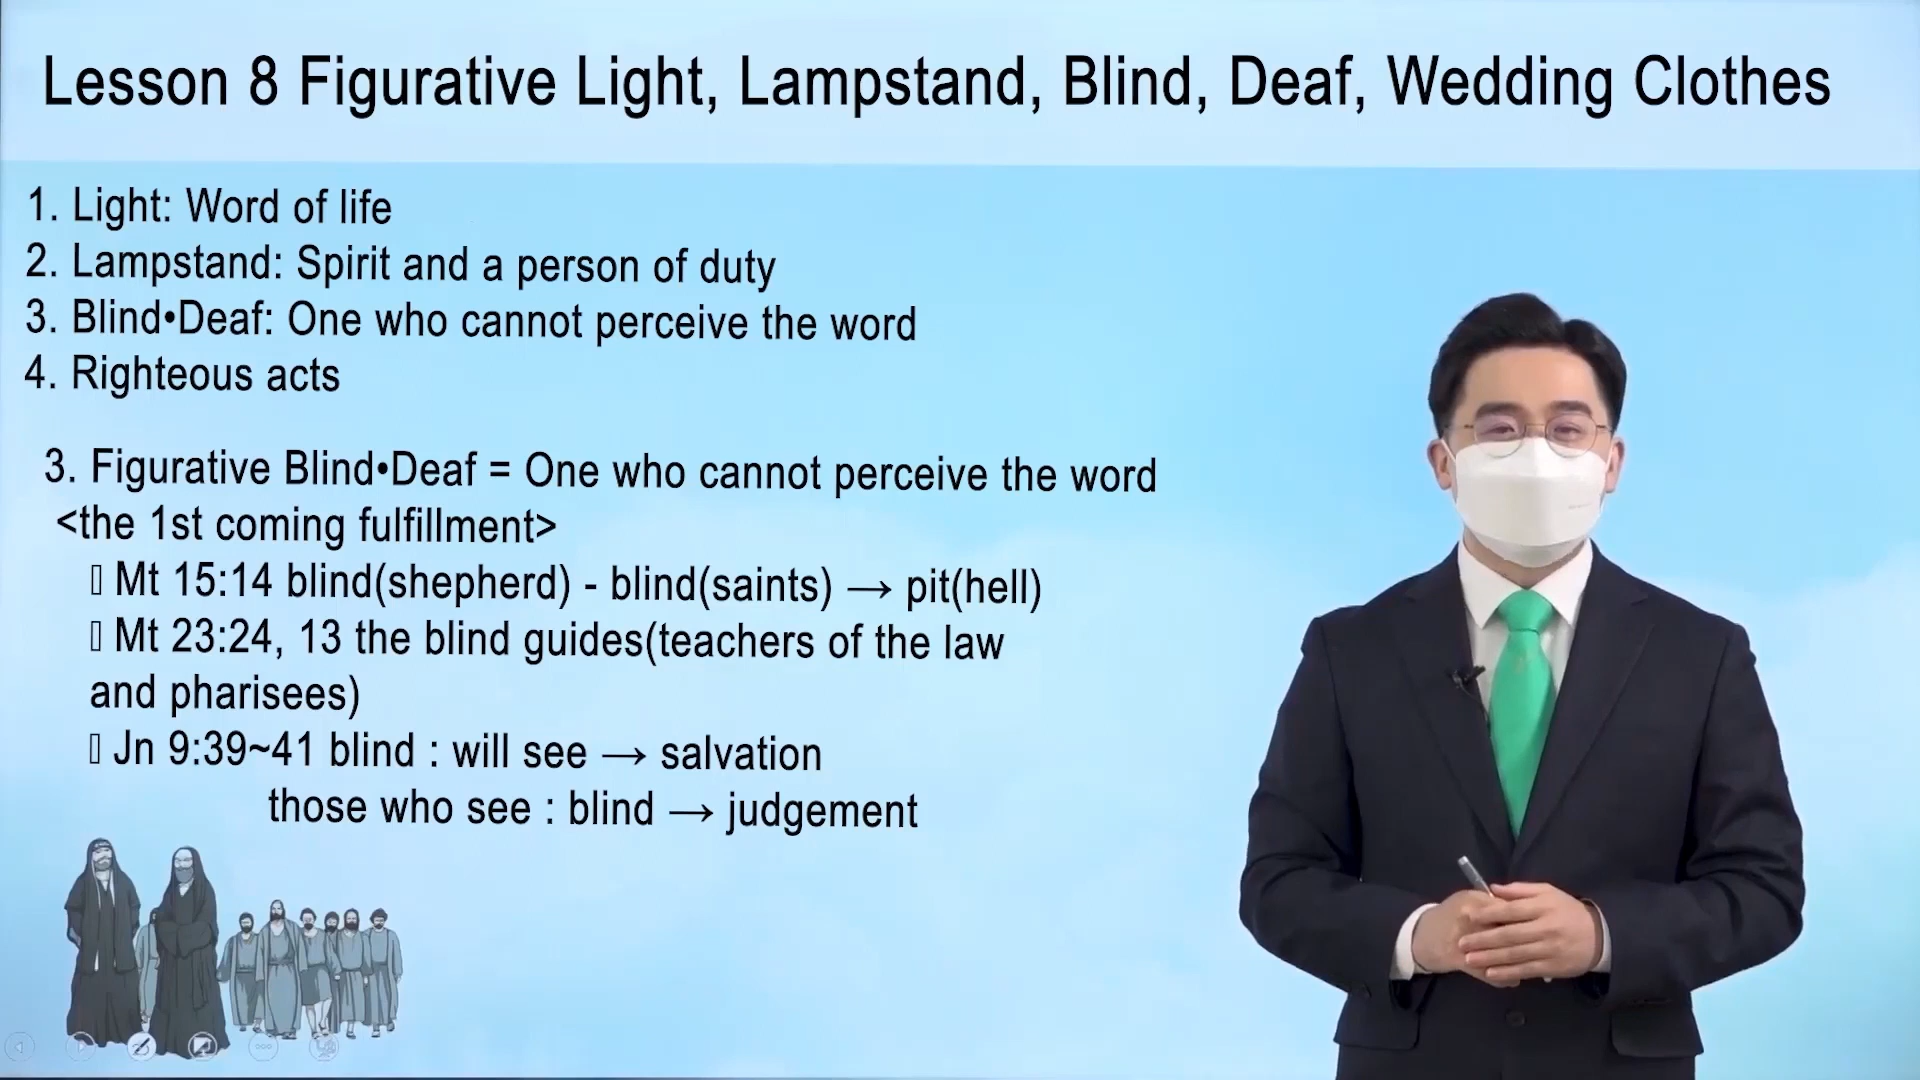 Lesson 8 Figurative Light, Lampstand, Blind, Deaf, Wedding Clothes
1. Light: Word of life
2. Lampstand: Spirit and a person of duty
3. Blind•Deaf: One who cannot perceive the word
4. Righteous acts
3. Figurative Blind•Deaf = One who cannot perceive the word
<the 1st coming fulfillment>
▯ Mt 15:14 blind(shepherd) - blind(saints) → pit(hell)
▯ Mt 23:24, 13 the blind guides(teachers of the law
and pharisees)
▯ Jn 9:39~41 blind : will see → salvation
those who see : blind → judgement